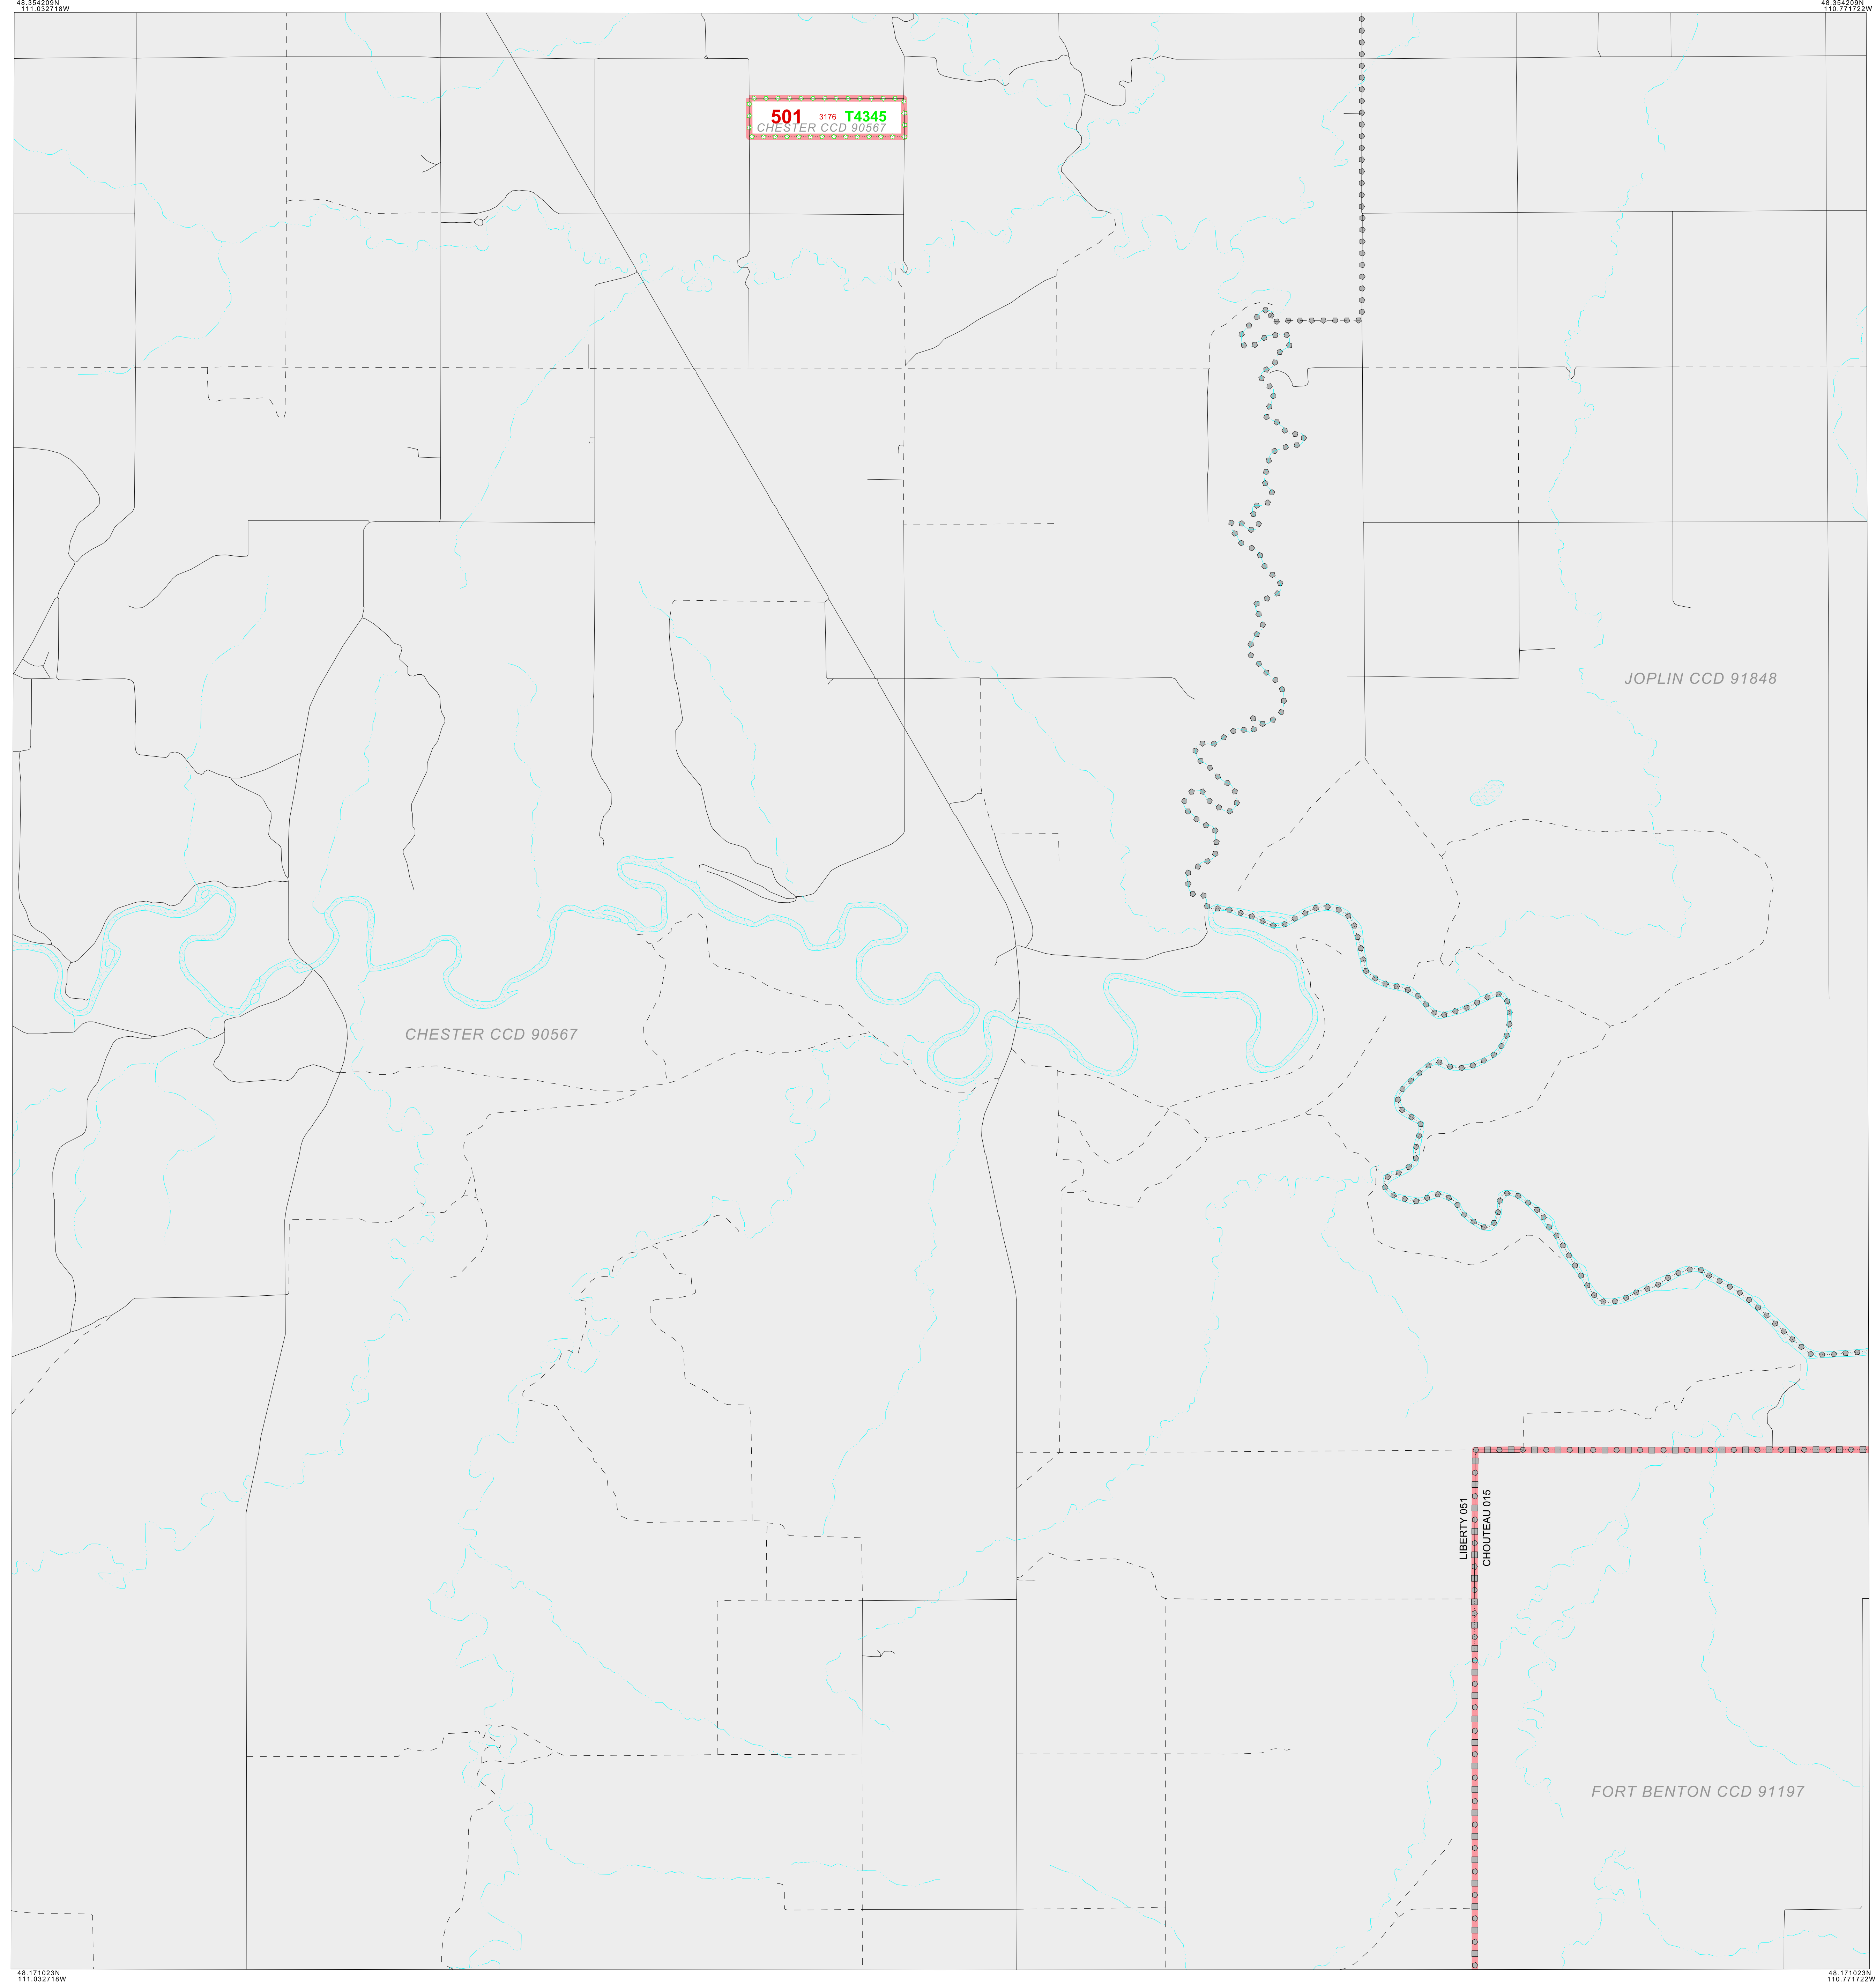 48.354209N
111.032718W
48.354209N
110.771722W
501 3176 T4345
CHESTER CCD 90567
JOPLIN CCD 91848
CHESTER CCD 90567
LIBERTY 051
CHOUTEAU 015
FORT BENTON CCD 91197
48.171023N
111.032718W
48.171023N
110.771722W